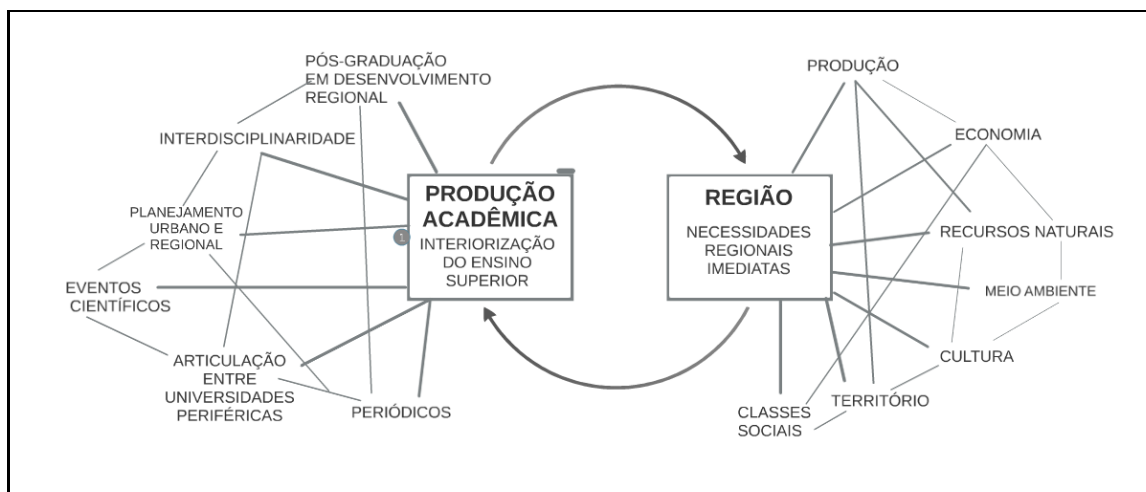 PÓS-GRADUAÇÃO
EM DESENVOLVIMENTO
REGIONAL
INTERDISCIPLINARIDADE
PLANEJAMENTO
URBANO E
REGIONAL
EVENTOS
CIENTÍFICOS
ARTICULAÇÃO
ENTRE
UNIVERSIDADES
PERIFÉRICAS
PERIÓDICOS
PRODUÇÃO
ACADÊMICA
INTERIORIZAÇÃO
DO ENSINO
SUPERIOR
1
REGIÃO
NECESSIDADES
REGIONAIS
IMEDIATAS
PRODUÇÃO
ECONOMIA
RECURSOS NATURAIS
MEIO AMBIENTE
CULTURA
TERRITÓRIO
CLASSES
SOCIAIS